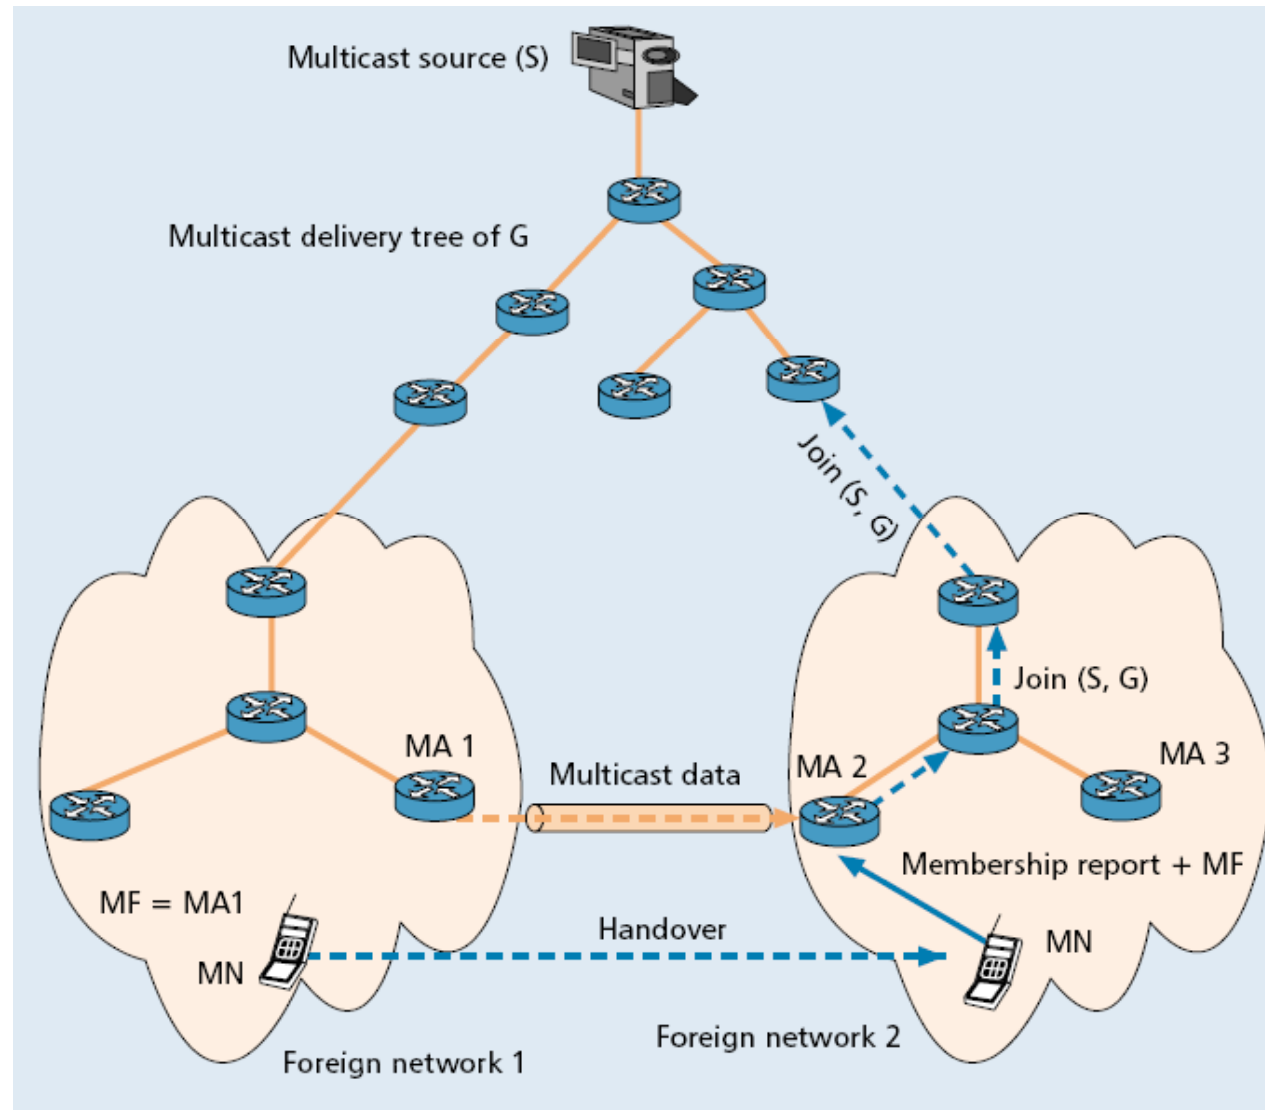 Multicast source (S)
Multicast delivery tree of G
Join (S, G)
Join (S, G)
MA 1
Multicast data
MA 2
MA 3
Membership report + MF
MF = MA1
Handover
MN
MN
Foreign network 1
Foreign network 2